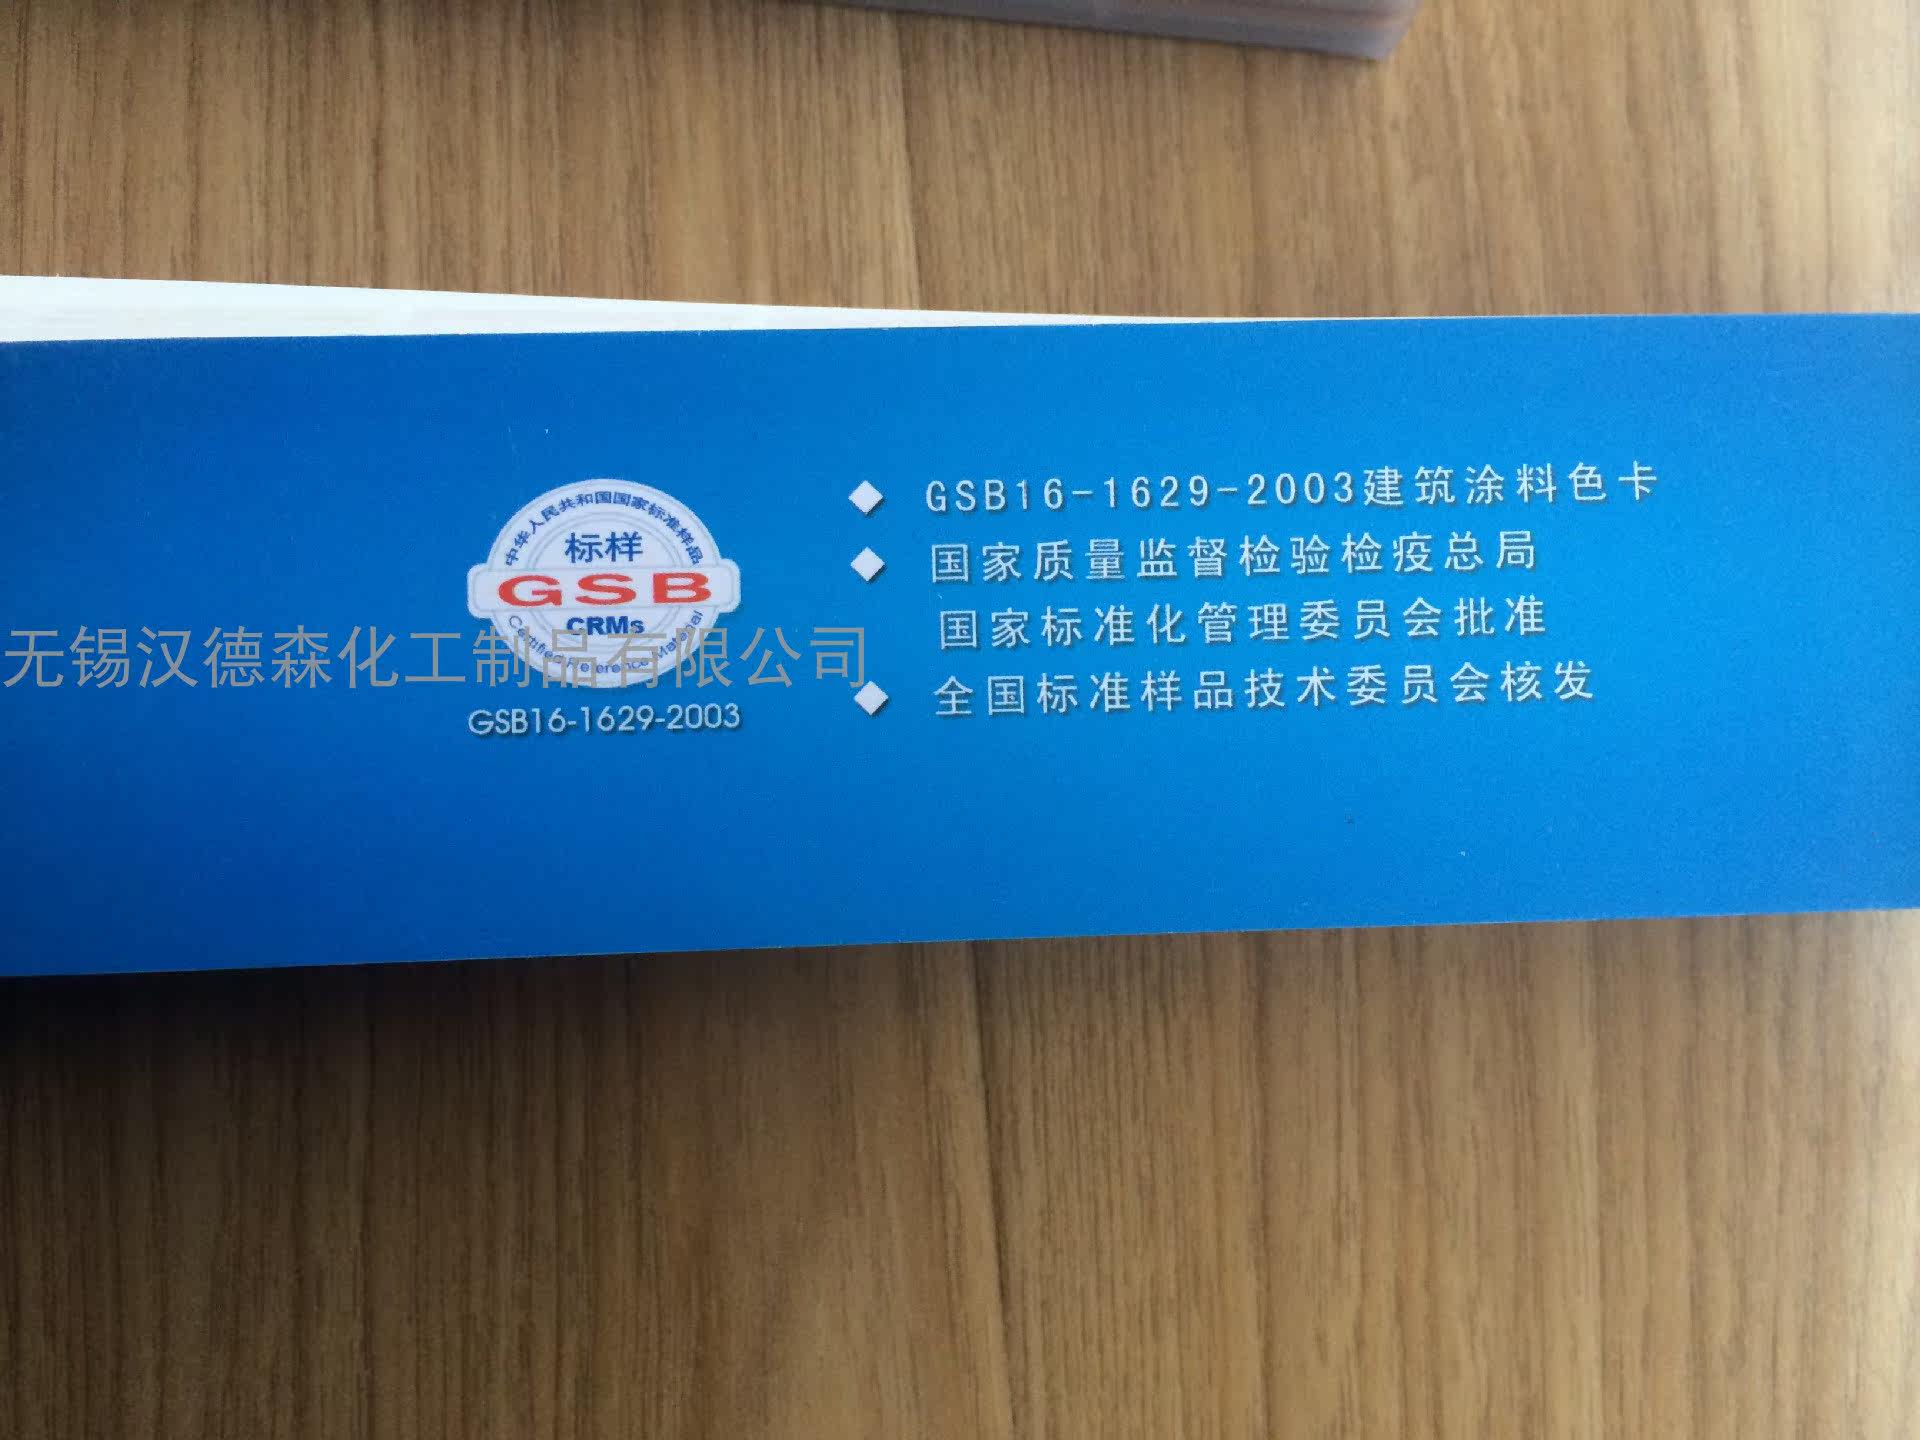 中华人民共和国国家标准样品
标样
GSB
CRMs
Certified Reference Material
GSB16-1629-2003
◆ GSB16-1629-2003建筑涂料色卡
◆ 国家质量监督检验检疫总局
国家标准化管理委员会批准
◆ 全国标准样品技术委员会核发
无锡汉德森化工制品有限公司